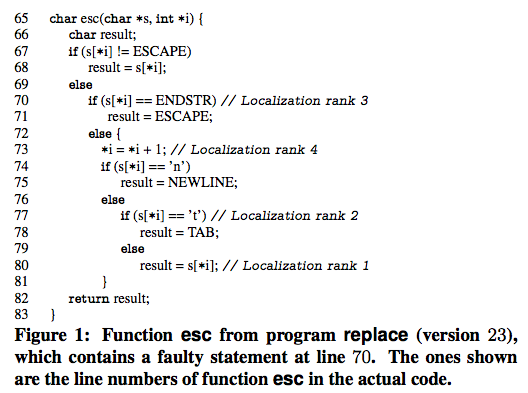 65 char esc(char *s, int *i) {
66 char result;
67 if (s[*i] != ESCAPE)
68 result = s[*i];
69 else
70 if (s[*i] == ENDSTR) // Localization rank 3
71 result = ESCAPE;
72 else {
73 *i = *i + 1; // Localization rank 4
74 if (s[*i] == 'n')
75 result = NEWLINE;
76 else
77 if (s[*i] == 't') // Localization rank 2
78 result = TAB;
79 else
80 result = s[*i]; // Localization rank 1
81 }
82 return result;
83 }
Figure 1: Function esc from program replace (version 23),
which contains a faulty statement at line 70. The ones shown
are the line numbers of function esc in the actual code.